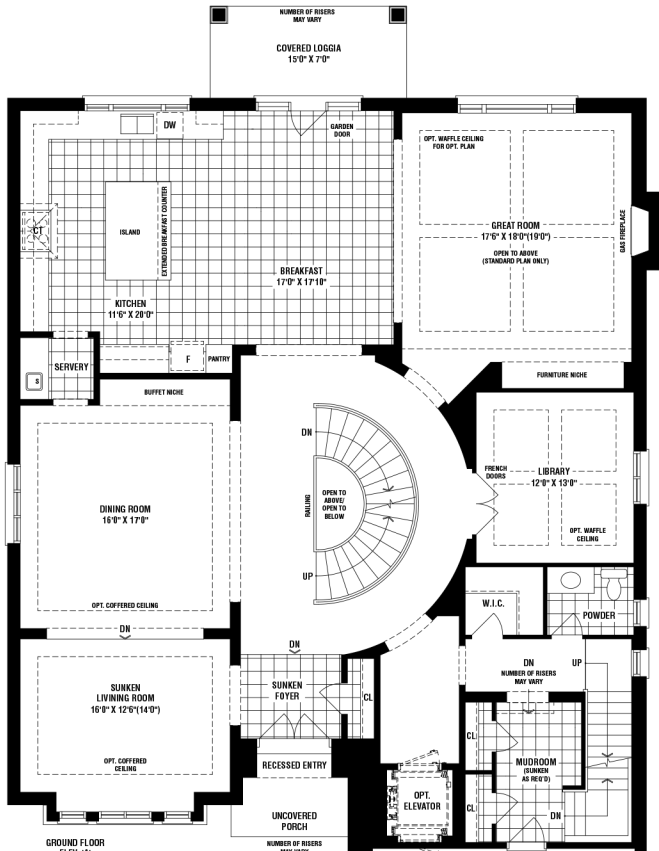 NUMBER OF RISERS
MAY VARY
COVERED LOGGIA
15'0" X 7'0"
DW
GARDEN
DOOR
OPT. WAFFLE CEILING
FOR OPT. PLAN
CT
ISLAND
EXTENDED BREAKFAST COUNTER
GREAT ROOM
17'6" X 18'0"(19'0")
OPEN TO ABOVE
(STANDARD PLAN ONLY)
GAS FIREPLACE
BREAKFAST
17'0" X 17'10"
KITCHEN
11'6" X 20'0"
SERVERY
F
PANTRY
S
FURNITURE NICHE
BUFFET NICHE
DN
RAILING
OPEN TO
ABOVE/
OPEN TO
BELOW
UP
FRENCH
DOORS
LIBRARY
12'0" X 13'0"
OPT. WAFFLE
CEILING
DINING ROOM
16'0" X 17'0"
OPT. COFFERED CEILING
DN
W.I.C.
POWDER
DN
SUNKEN
LIVINING ROOM
16'0" X 12'6"(14'0")
OPT. COFFERED
CEILING
SUNKEN
FOYER
CL
DN
NUMBER OF RISERS
MAY VARY
UP
CL
MUDROOM
(SUNKEN
AS REQ'D)
CL
DN
RECESSED ENTRY
OPT.
ELEVATOR
UNCOVERED
PORCH
NUMBER OF RISERS
MAY VARY
GROUND FLOOR